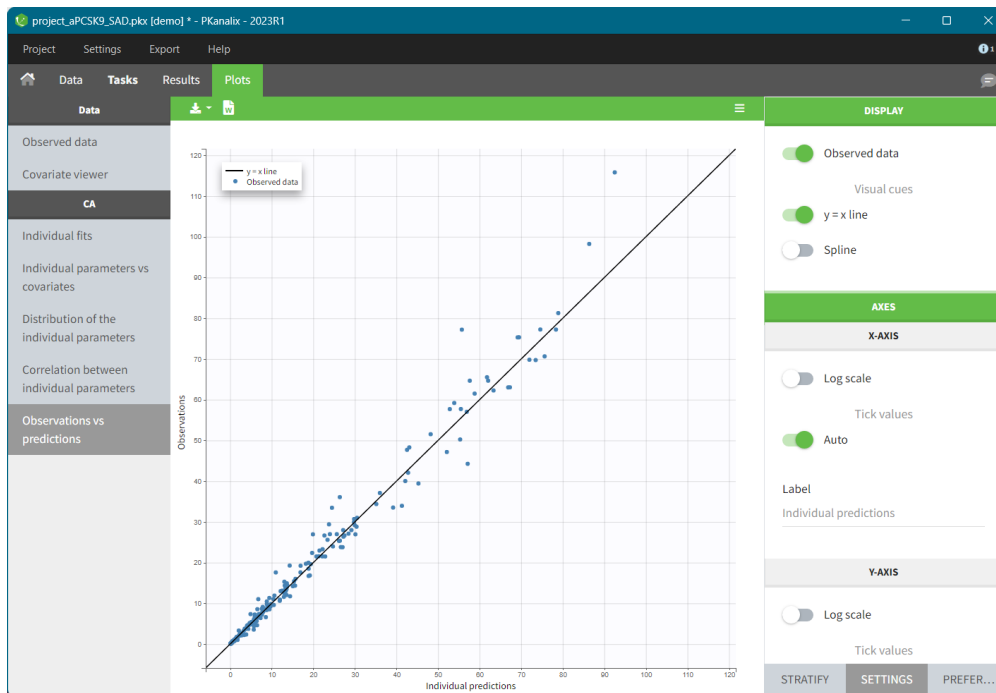 project_aPCSK9_SAD.pkx [demo] * - PKanalix - 2023R1
Project Settings Export Help
1
Data Tasks Results Plots
Data
Observed data
Covariate viewer
CA
Individual fits
Individual parameters vs
covariates
Distribution of the
individual parameters
Correlation between
individual parameters
Observations vs
predictions
W
y = x line
Observed data
120
110
100
90
80
70
60
50
40
30
20
10
0
Observations
0 10 20 30 40 50 60 70 80 90 100 110 120
Individual predictions
DISPLAY
Observed data
Visual cues
y = x line
Spline
AXES
X-AXIS
Log scale
Tick values
Auto
Label
Individual predictions
Y-AXIS
Log scale
Tick values
STRATIFY SETTINGS PREFER...